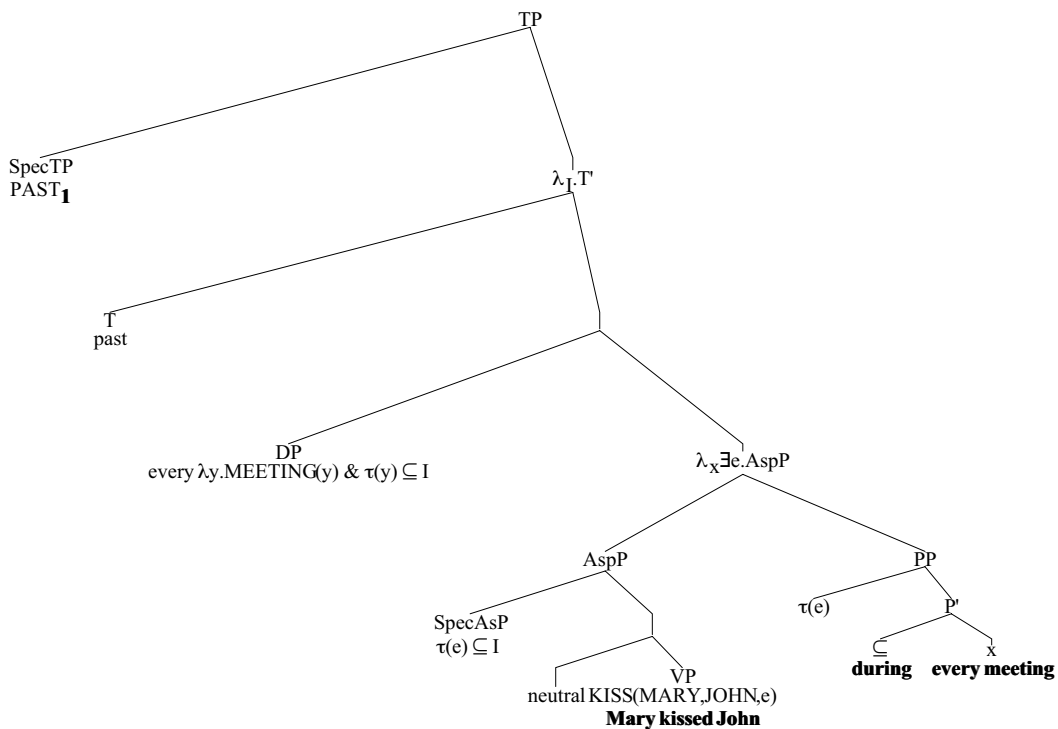 TP
SpecTP
PAST1
λI.T'
T
past
DP
every λy.MEETING(y) & τ(y) ⊆ I
λx∃e.AspP
AspP
PP
SpecAsP
τ(e) ⊆ I
τ(e)
P'
⊆
x
during
every meeting
VP
neutral KISS(MARY,JOHN,e)
Mary kissed John